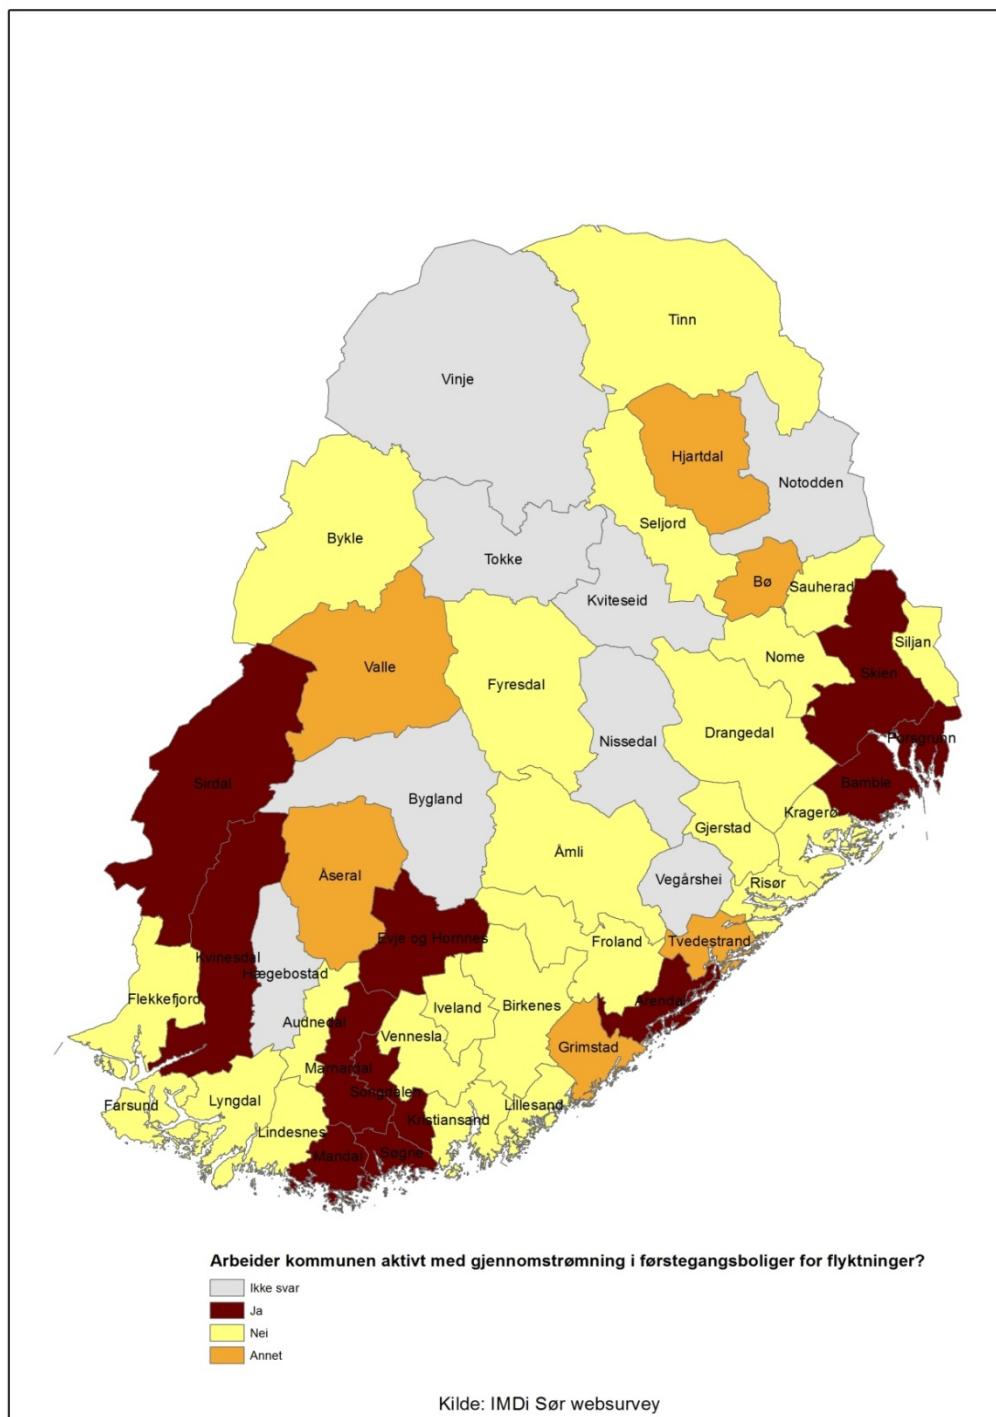 Tinn
Vinje
Hjartdal
Notodden
Seljord
Bykle
Tokke
Bø
Sauherad
Kviteseid
Siljan
Nome
Valle
Skien
Fyresdal
Drangedal
Porsgrunn
Nissedal
Sirdal
Bamble
Bygland
Kragerø
Gjerstad
Åmli
Åseral
Vegårshei
Risør
Evje og Hornnes
Froland
Tvedestrand
Kvinesdal
Hægebostad
Flekkefjord
Arendal
Iveland
Birkenes
Audnedal
Vennesla
Grimstad
Marnardal
Songdalen
Lyngdal
Farsund
Lillesand
Kristiansand
Lindesnes
Søgne
Mandal
Arbeider kommunen aktivt med gjennomstrømning i førstegangsboliger for flyktninger?
Ikke svar
Ja
Nei
Annet
Kilde: IMDi Sør websurvey